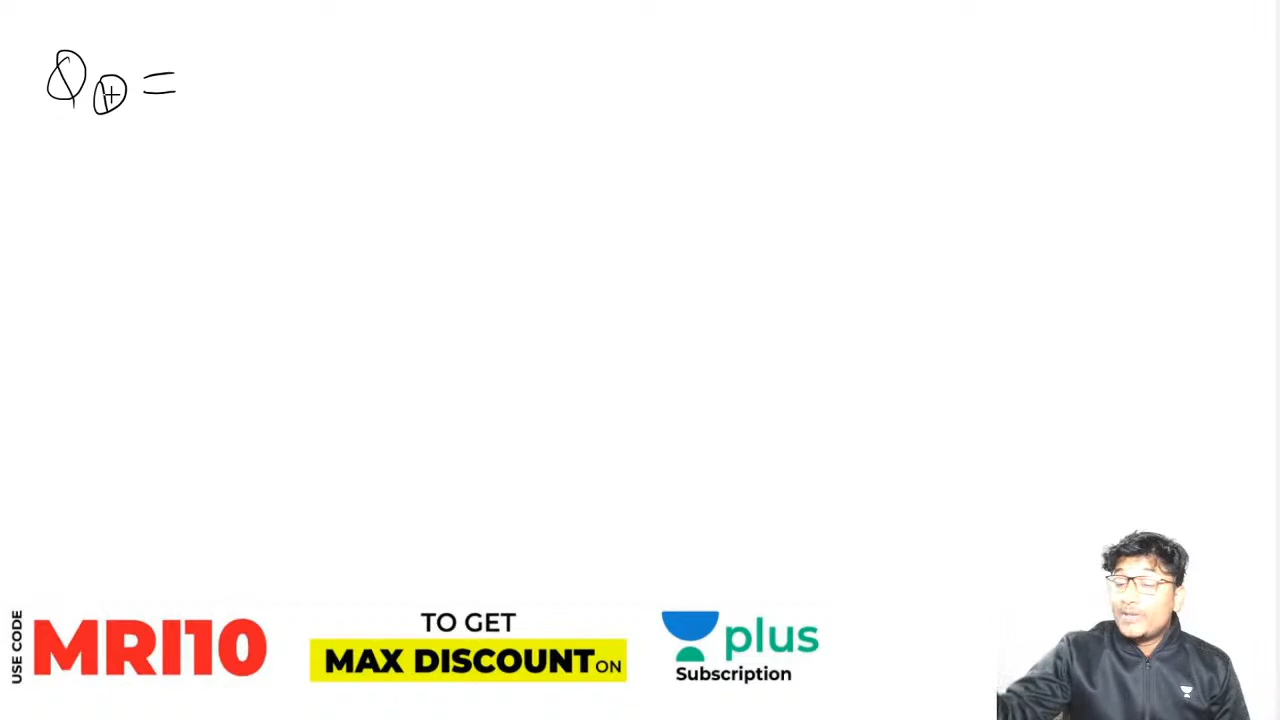 Q⊕ =
USE CODE
MRI10
TO GET
MAX DISCOUNT ON
plus
Subscription